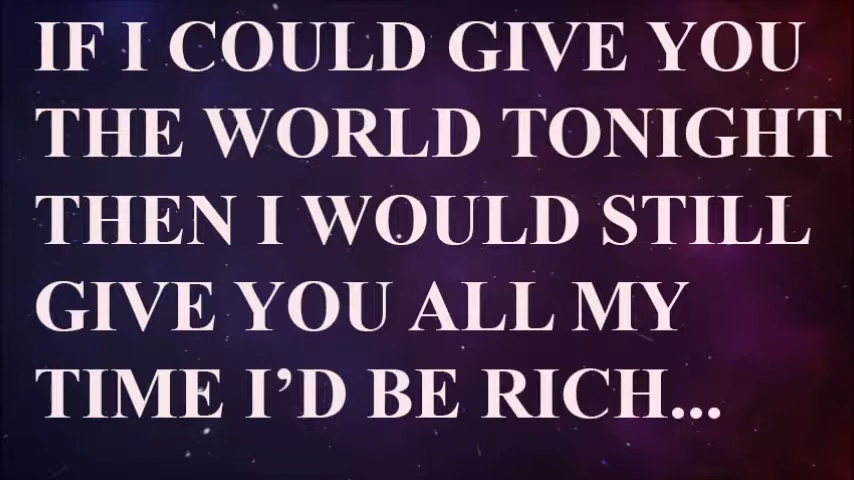 IF I COULD GIVE YOU
THE WORLD TONIGHT
THEN I WOULD STILL
GIVE YOU ALL MY
TIME I’D BE RICH...